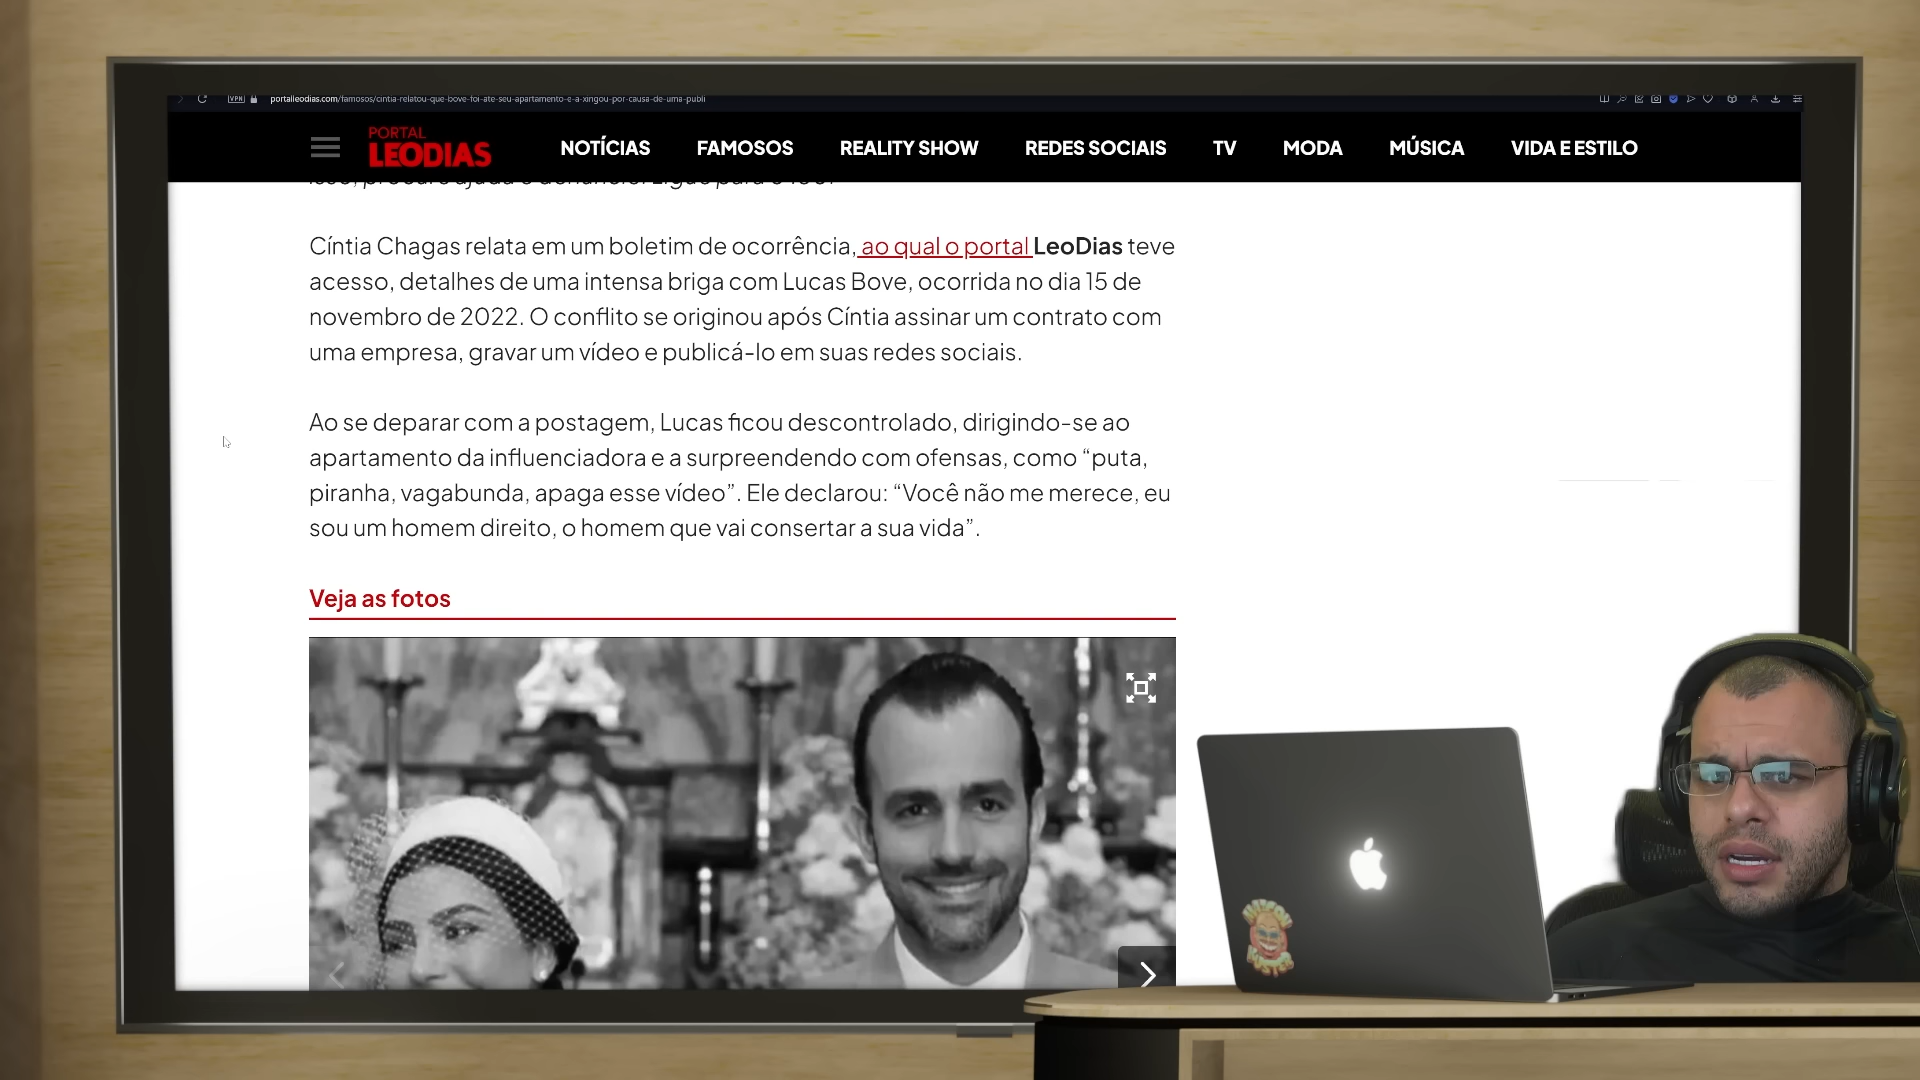 VPN portalleodias.com/famosos/cintia-relatou-que-bove-foi-ate-seu-apartamento-e-a-xingou-por-causa-de-uma-publi
PORTAL
LEODIAS
NOTÍCIAS FAMOSOS REALITY SHOW REDES SOCIAIS TV MODA MÚSICA VIDA E ESTILO
Cíntia Chagas relata em um boletim de ocorrência, ao qual o portal LeoDias teve
acesso, detalhes de uma intensa briga com Lucas Bove, ocorrida no dia 15 de
novembro de 2022. O conflito se originou após Cíntia assinar um contrato com
uma empresa, gravar um vídeo e publicá-lo em suas redes sociais.
Ao se deparar com a postagem, Lucas ficou descontrolado, dirigindo-se ao
apartamento da influenciadora e a surpreendendo com ofensas, como “puta,
piranha, vagabunda, apaga esse vídeo”. Ele declarou: “Você não me merece, eu
sou um homem direito, o homem que vai consertar a sua vida”.
Veja as fotos